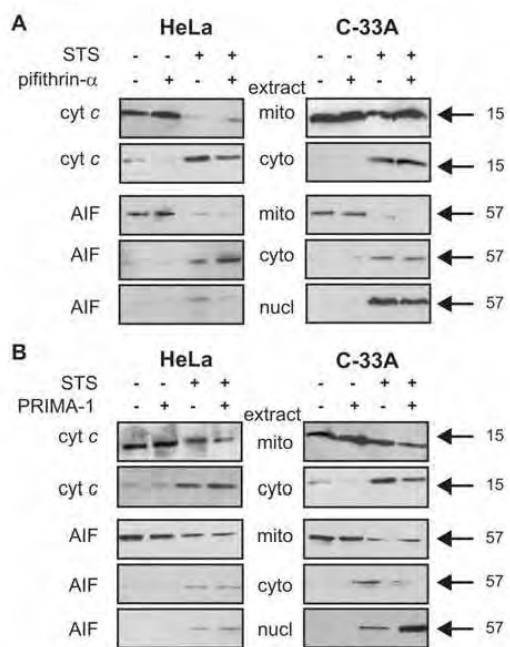 A
HeLa C-33A
STS - - + + - - + +
pifithrin-α - + - + extract - + - +
cyt c mito 15
cyt c cyto 15
AIF mito 57
AIF cyto 57
AIF nucl 57
B
HeLa C-33A
STS - - + + - - + +
PRIMA-1 - + - + extract - + - +
cyt c mito 15
cyt c cyto 15
AIF mito 57
AIF cyto 57
AIF nucl 57